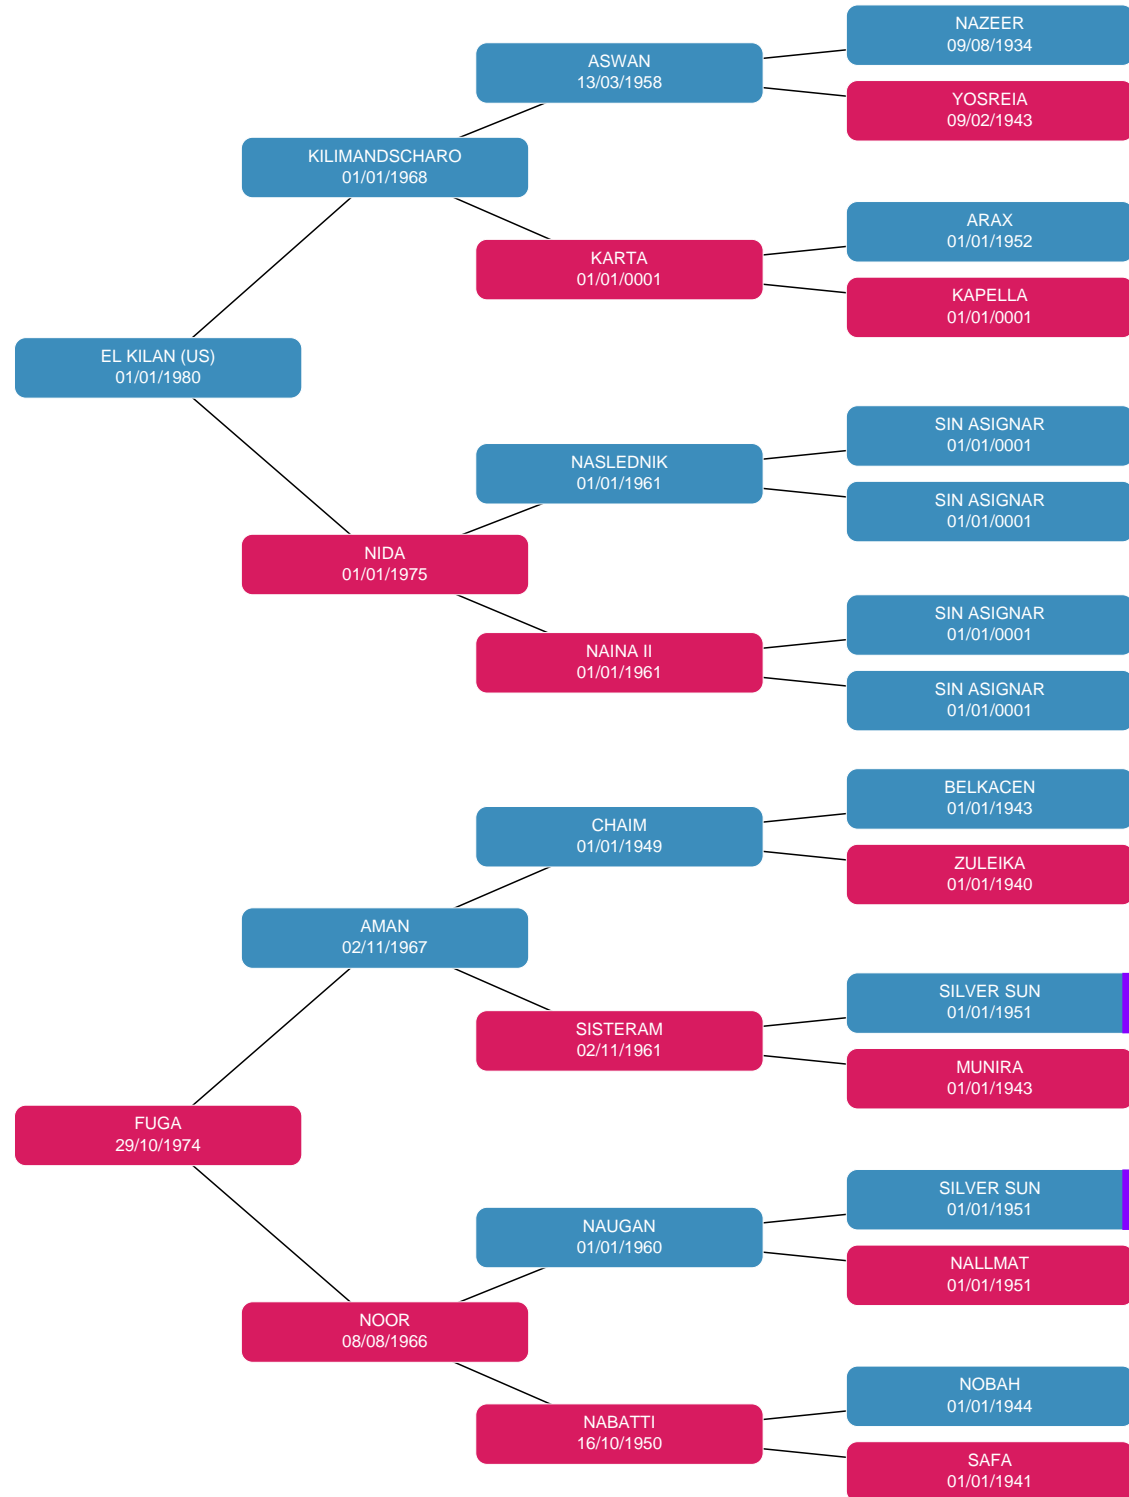 NAZEER
09/08/1934
ASWAN
13/03/1958
YOSREIA
09/02/1943
KILIMANDSCHARO
01/01/1968
ARAX
01/01/1952
KARTA
01/01/0001
KAPELLA
01/01/0001
EL KILAN (US)
01/01/1980
SIN ASIGNAR
01/01/0001
NASLEDNIK
01/01/1961
SIN ASIGNAR
01/01/0001
NIDA
01/01/1975
SIN ASIGNAR
01/01/0001
NAINA II
01/01/1961
SIN ASIGNAR
01/01/0001
BELKACEN
01/01/1943
CHAIM
01/01/1949
ZULEIKA
01/01/1940
AMAN
02/11/1967
SILVER SUN
01/01/1951
SISTERAM
02/11/1961
MUNIRA
01/01/1943
FUGA
29/10/1974
SILVER SUN
01/01/1951
NAUGAN
01/01/1960
NALLMAT
01/01/1951
NOOR
08/08/1966
NOBAH
01/01/1944
NABATTI
16/10/1950
SAFA
01/01/1941